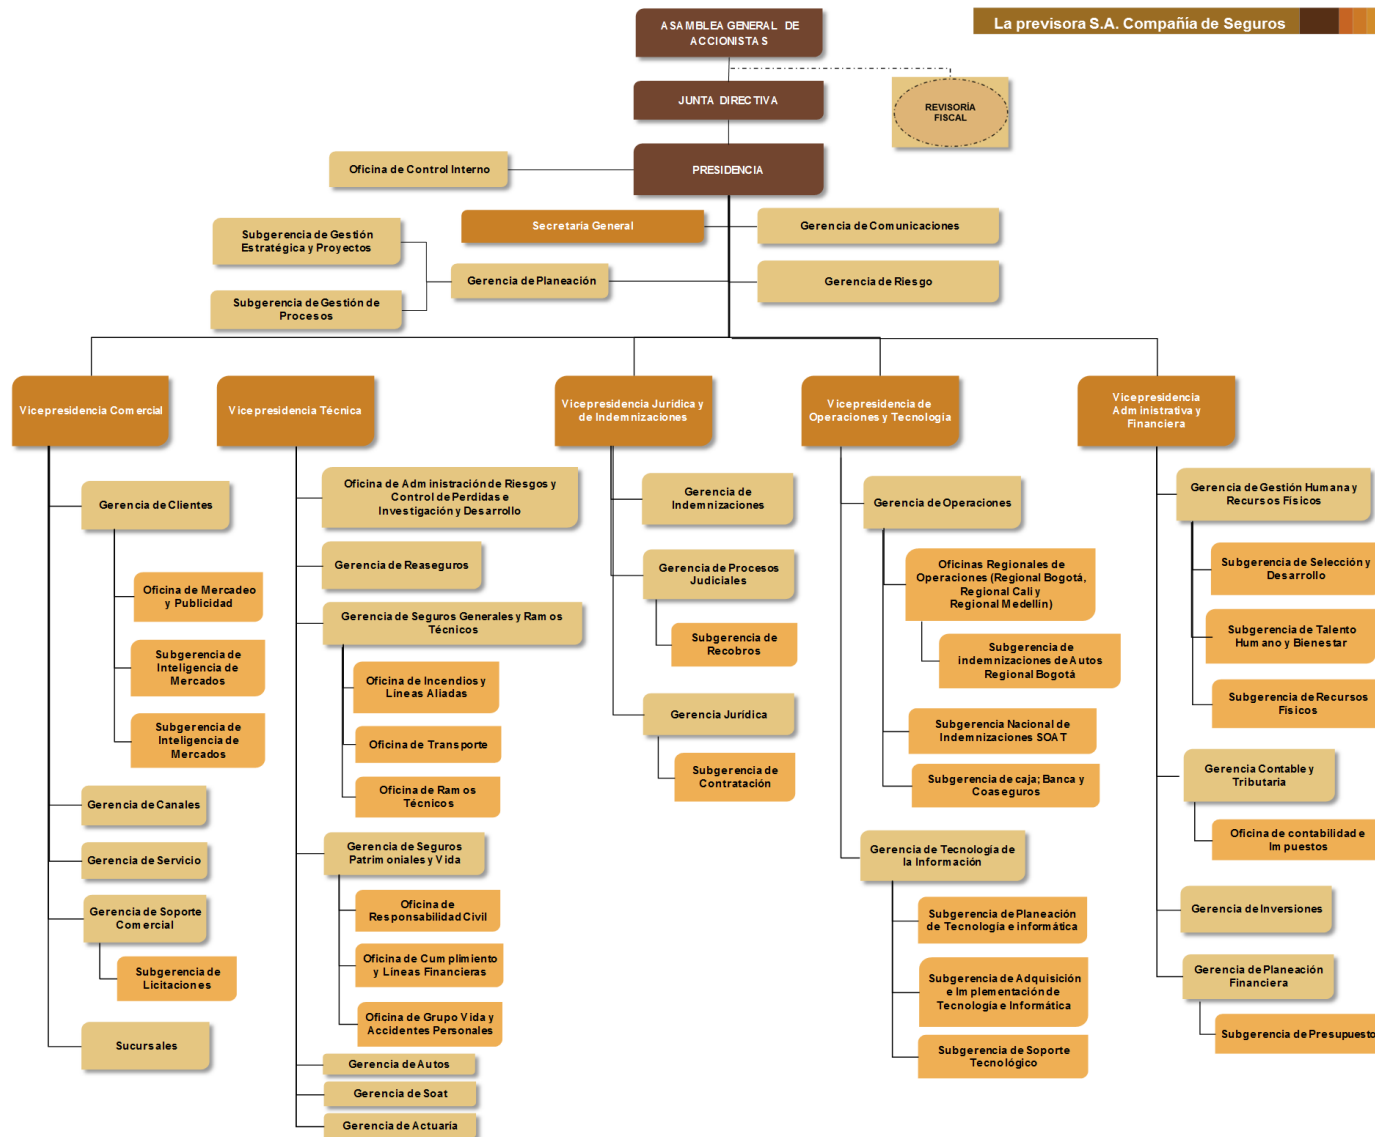 ASAMBLEA GENERAL DE
ACCIONISTAS
La previsora S.A. Compañía de Seguros
JUNTA DIRECTIVA
REVISORÍA
FISCAL
Oficina de Control Interno
PRESIDENCIA
Secretaría General
Gerencia de Comunicaciones
Subgerencia de Gestión
Estratégica y Proyectos
Gerencia de Planeación
Gerencia de Riesgo
Subgerencia de Gestión de
Procesos
Vicepresidencia Comercial
Gerencia de Clientes
Oficina de Mercadeo
y Publicidad
Subgerencia de
Inteligencia de
Mercados
Subgerencia de
Inteligencia de
Mercados
Gerencia de Canales
Gerencia de Servicio
Gerencia de Soporte
Comercial
Subgerencia de
Licitaciones
Sucursales
Vicepresidencia Técnica
Oficina de Administración de Riesgos y
Control de Perdidas e
Investigación y Desarrollo
Gerencia de Reaseguros
Gerencia de Seguros Generales y Ramos
Técnicos
Oficina de Incendios y
Líneas Aliadas
Oficina de Transporte
Oficina de Ramos
Técnicos
Gerencia de Seguros
Patrimoniales y Vida
Oficina de
Responsabilidad Civil
Oficina de Cumplimiento
y Líneas Financieras
Oficina de Grupo Vida y
Accidentes Personales
Gerencia de Autos
Gerencia de Soat
Gerencia de Actuaría
Vicepresidencia Jurídica y
de Indemnizaciones
Gerencia de
Indemnizaciones
Gerencia de Procesos
Judiciales
Subgerencia de
Recobros
Gerencia Jurídica
Subgerencia de
Contratación
Vicepresidencia de
Operaciones y Tecnología
Gerencia de Operaciones
Oficinas Regionales de
Operaciones (Regional Bogotá,
Regional Cali y
Regional Medellín)
Subgerencia de
indemnizaciones de Autos
Regional Bogotá
Subgerencia Nacional de
Indemnizaciones SOAT
Subgerencia de caja; Banca y
Coaseguros
Gerencia de Tecnología de
la Información
Subgerencia de Planeación
de Tecnología e informática
Subgerencia de Adquisición
e Implementación de
Tecnología e Informática
Subgerencia de Soporte
Tecnológico
Vicepresidencia
Administrativa y
Financiera
Gerencia de Gestión Humana y
Recursos Físicos
Subgerencia de Selección y
Desarrollo
Subgerencia de Talento
Humano y Bienestar
Subgerencia de Recursos
Físicos
Gerencia Contable y
Tributaria
Oficina de contabilidad e
Impuestos
Gerencia de Inversiones
Gerencia de Planeación
Financiera
Subgerencia de Presupuesto